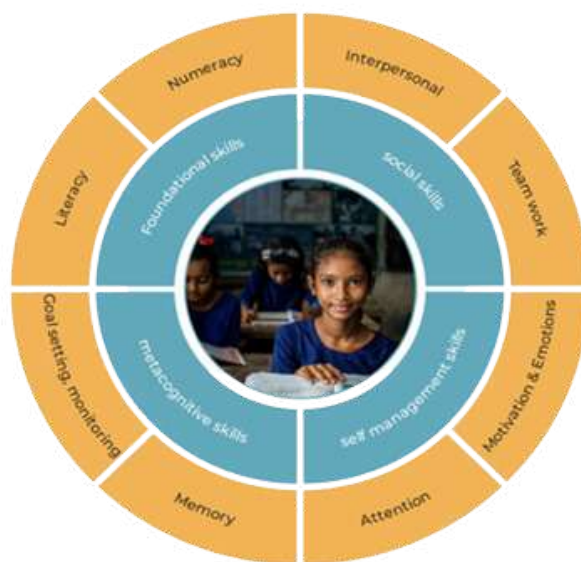 Numeracy
Interpersonal
Literacy
Foundational skills
social skills
Team work
Goal setting, monitoring
metacognitive skills
self management skills
Motivation & Emotions
Memory
Attention